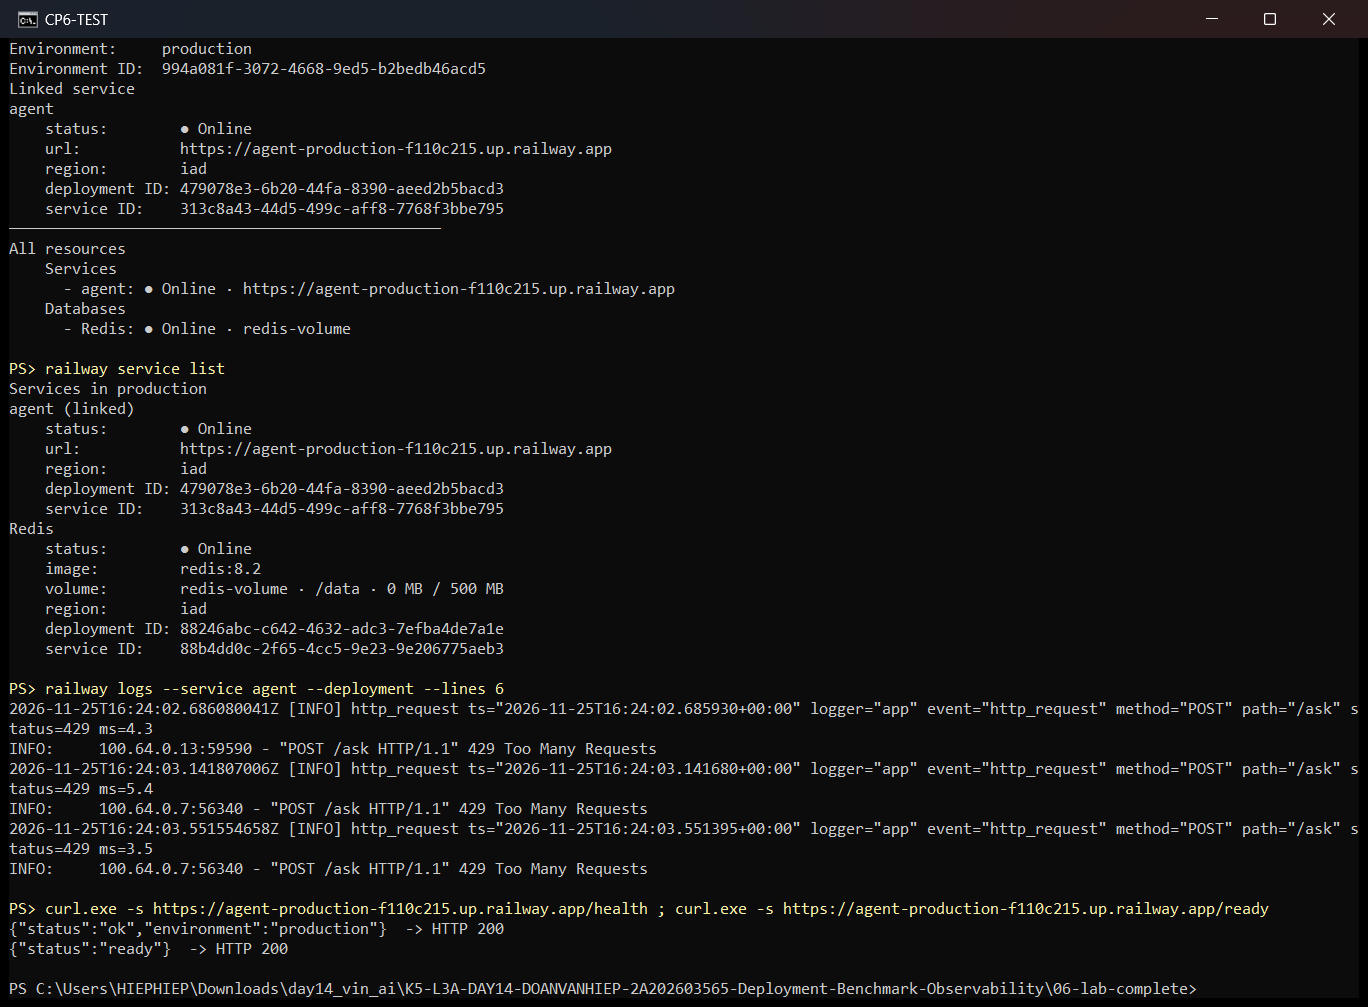 CP6-TEST
Environment:     production
Environment ID:  994a081f-3072-4668-9ed5-b2bedb46acd5
Linked service
agent
    status:        ● Online
    url:           https://agent-production-f110c215.up.railway.app
    region:        iad
    deployment ID: 479078e3-6b20-44fa-8390-aeed2b5bacd3
    service ID:    313c8a43-44d5-499c-aff8-7768f3bbe795
All resources
    Services
      - agent: ● Online · https://agent-production-f110c215.up.railway.app
    Databases
      - Redis: ● Online · redis-volume
PS> railway service list
Services in production
agent (linked)
    status:        ● Online
    url:           https://agent-production-f110c215.up.railway.app
    region:        iad
    deployment ID: 479078e3-6b20-44fa-8390-aeed2b5bacd3
    service ID:    313c8a43-44d5-499c-aff8-7768f3bbe795
Redis
    status:        ● Online
    image:         redis:8.2
    volume:        redis-volume · /data · 0 MB / 500 MB
    region:        iad
    deployment ID: 88246abc-c642-4632-adc3-7efba4de7a1e
    service ID:    88b4dd0c-2f65-4cc5-9e23-9e206775aeb3
PS> railway logs --service agent --deployment --lines 6
2026-11-25T16:24:02.686080041Z [INFO] http_request ts="2026-11-25T16:24:02.685930+00:00" logger="app" event="http_request" method="POST" path="/ask" s
tatus=429 ms=4.3
INFO:     100.64.0.13:59590 - "POST /ask HTTP/1.1" 429 Too Many Requests
2026-11-25T16:24:03.141807006Z [INFO] http_request ts="2026-11-25T16:24:03.141680+00:00" logger="app" event="http_request" method="POST" path="/ask" s
tatus=429 ms=5.4
INFO:     100.64.0.7:56340 - "POST /ask HTTP/1.1" 429 Too Many Requests
2026-11-25T16:24:03.551554658Z [INFO] http_request ts="2026-11-25T16:24:03.551395+00:00" logger="app" event="http_request" method="POST" path="/ask" s
tatus=429 ms=3.5
INFO:     100.64.0.7:56340 - "POST /ask HTTP/1.1" 429 Too Many Requests
PS> curl.exe -s https://agent-production-f110c215.up.railway.app/health ; curl.exe -s https://agent-production-f110c215.up.railway.app/ready
{"status":"ok","environment":"production"}  -> HTTP 200
{"status":"ready"}  -> HTTP 200
PS C:\Users\HIEPHIEP\Downloads\day14_vin_ai\K5-L3A-DAY14-DOANVANHIEP-2A202603565-Deployment-Benchmark-Observability\06-lab-complete>